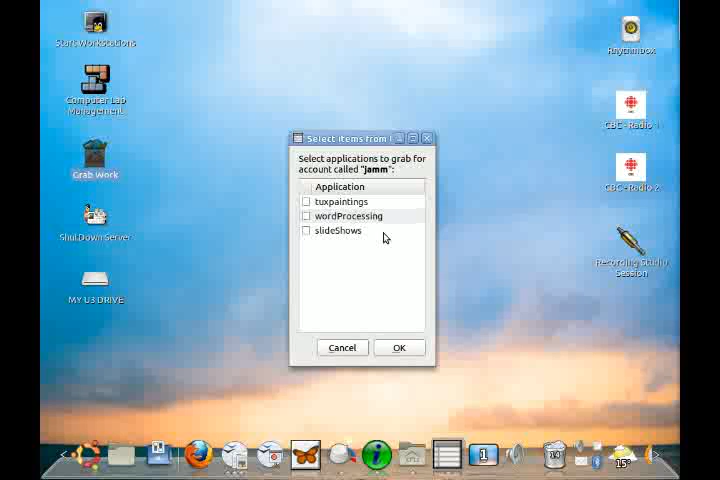 Start Workstations
Computer Lab
Management..
Grab Work
Shut Down Server
MY U3 DRIVE
Select items from l
Select applications to grab for
account called "jamm":
Application
tuxpaintings
wordProcessing
slideShows
Cancel
OK
Rhythmbox
CBC - Radio 1
CBC - Radio 2
Recording Studio
Session
1
14
15°